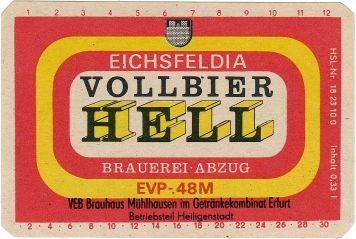 1 2 3 4 5 6 7 8 9 10 11 12
EICHSFELDIA
VOLLBIER
HELL
BRAUEREI-ABZUG
EVP-.48M
VEB Brauhaus Mühlhausen im Getränkekombinat Erfurt
Betriebsteil Heiligenstadt
2 · 4 · 6 · 8 · 10 · 12 · 14 · 16 · 18 · 20 · 22 · 24 · 26 · 28 · 30
HSL-Nr. 18 23 10 0
Inhalt 0,33 l